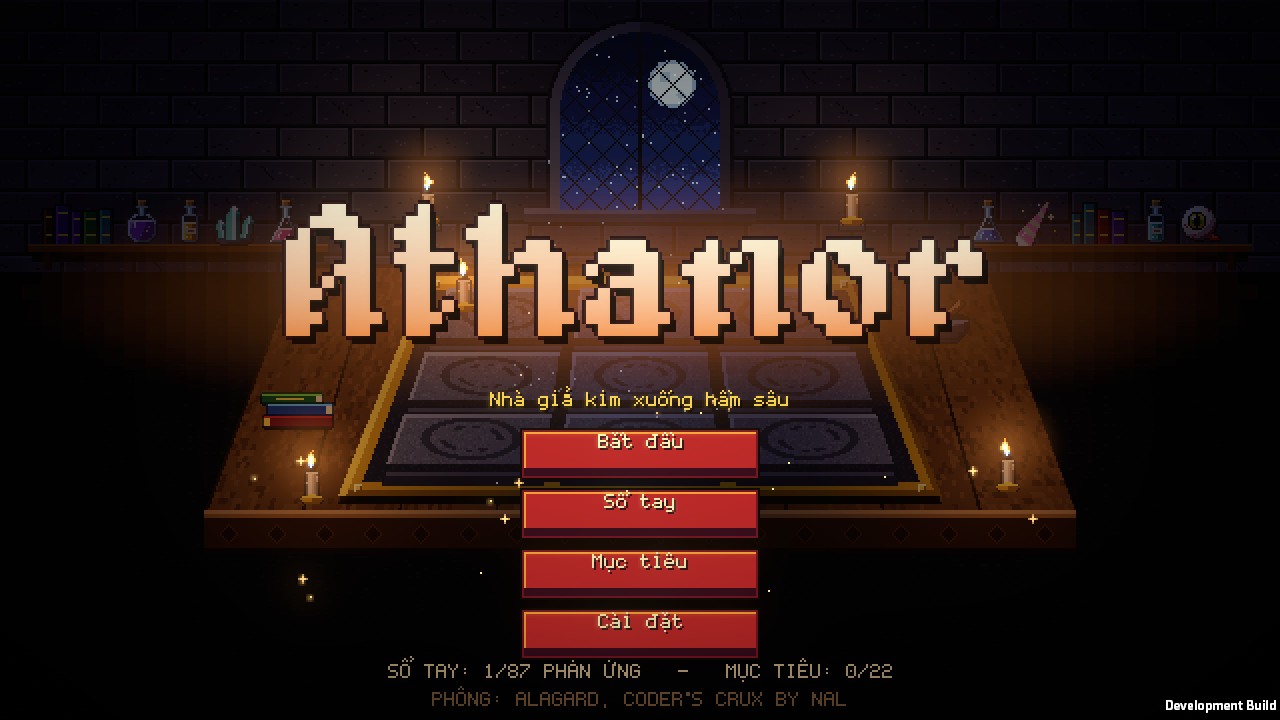 Athanor
Nhà giả kim xuống hầm sâu
Bắt đầu
Sổ tay
Mục tiêu
Cài đặt
SỔ TAY: 1/87 PHẢN ỨNG – MỤC TIÊU: 0/22
PHÔNG: ALAGARD, CODER'S CRUX BY NAL
Development Build